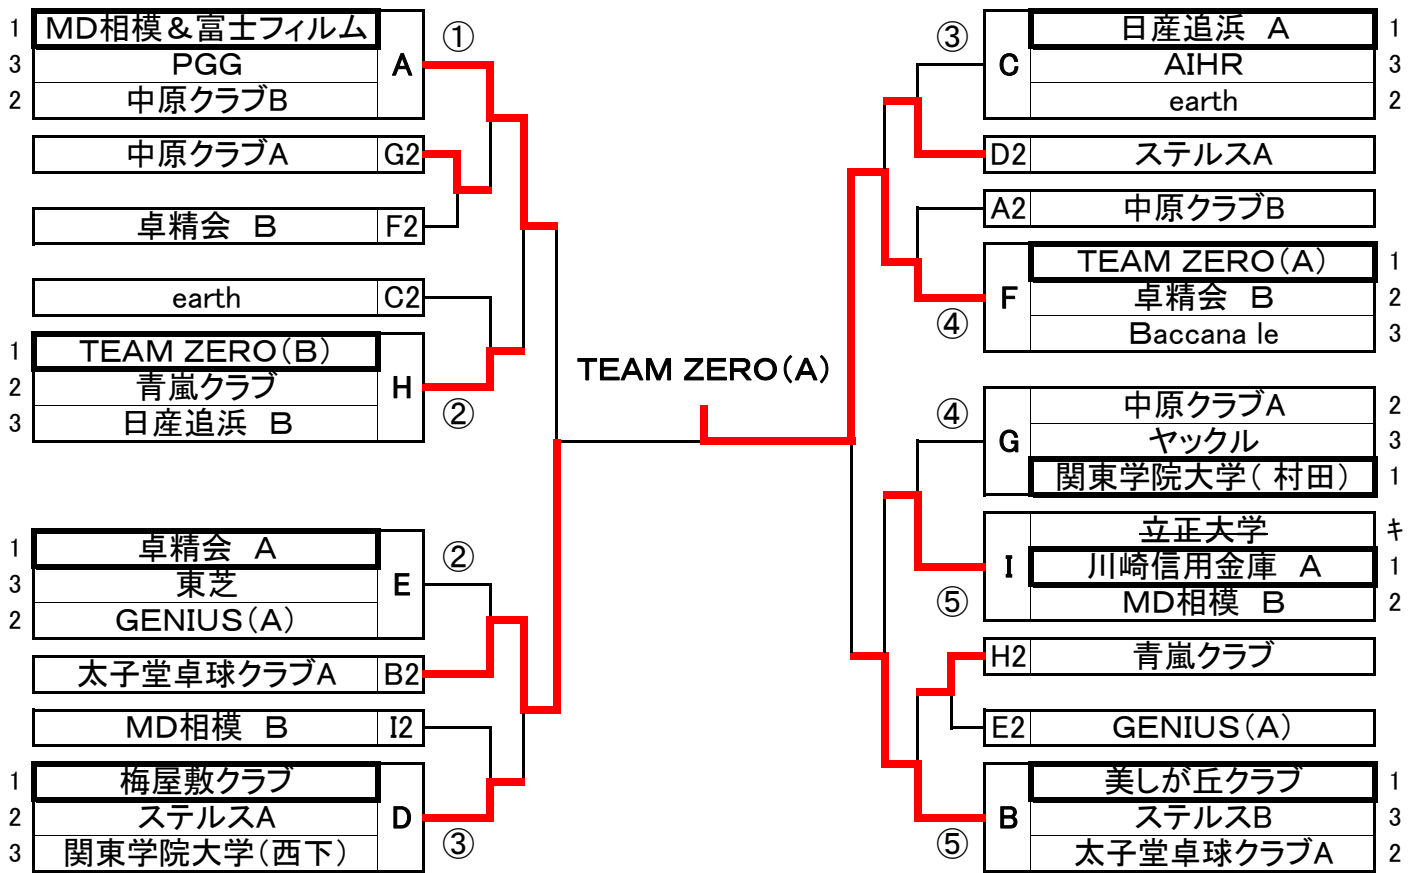 1 MD相模＆富士フィルム
3 PGG A
2 中原クラブB
①
中原クラブA G2
卓精会　B F2
earth C2
1 TEAM ZERO(B)
2 青嵐クラブ H
3 日産追浜　B
②
1 卓精会　A
3 東芝 E
2 GENIUS(A)
②
太子堂卓球クラブA B2
MD相模　B I2
1 梅屋敷クラブ
2 ステルスA D
3 関東学院大学(西下)
③
TEAM ZERO(A)
③
日産追浜　A 1
C AIHR 3
earth 2
D2 ステルスA
A2 中原クラブB
TEAM ZERO(A) 1
F 卓精会　B 2
Baccana le 3
④
④
中原クラブA 2
G ヤックル 3
関東学院大学( 村田) 1
立正大学 キ
I 川崎信用金庫　A 1
MD相模　B 2
⑤
H2 青嵐クラブ
E2 GENIUS(A)
美しが丘クラブ 1
B ステルスB 3
太子堂卓球クラブA 2
⑤